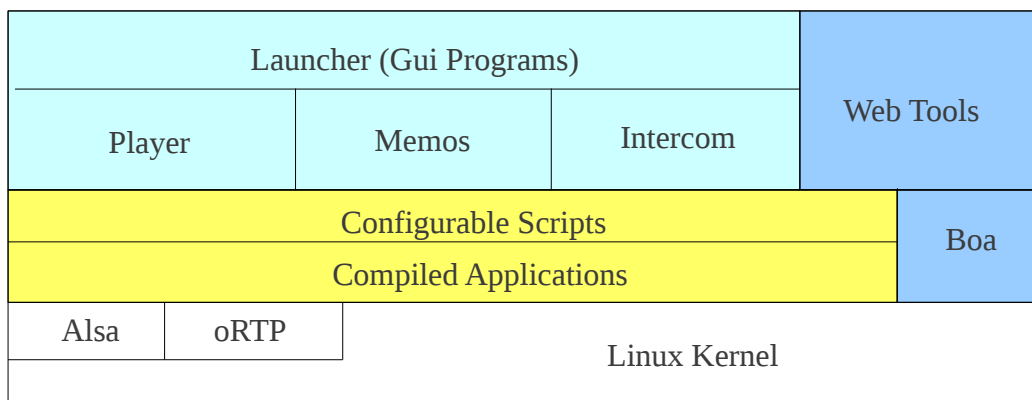 Launcher (Gui Programs)
Web Tools
Player
Memos
Intercom
Configurable Scripts
Boa
Compiled Applications
Alsa
oRTP
Linux Kernel